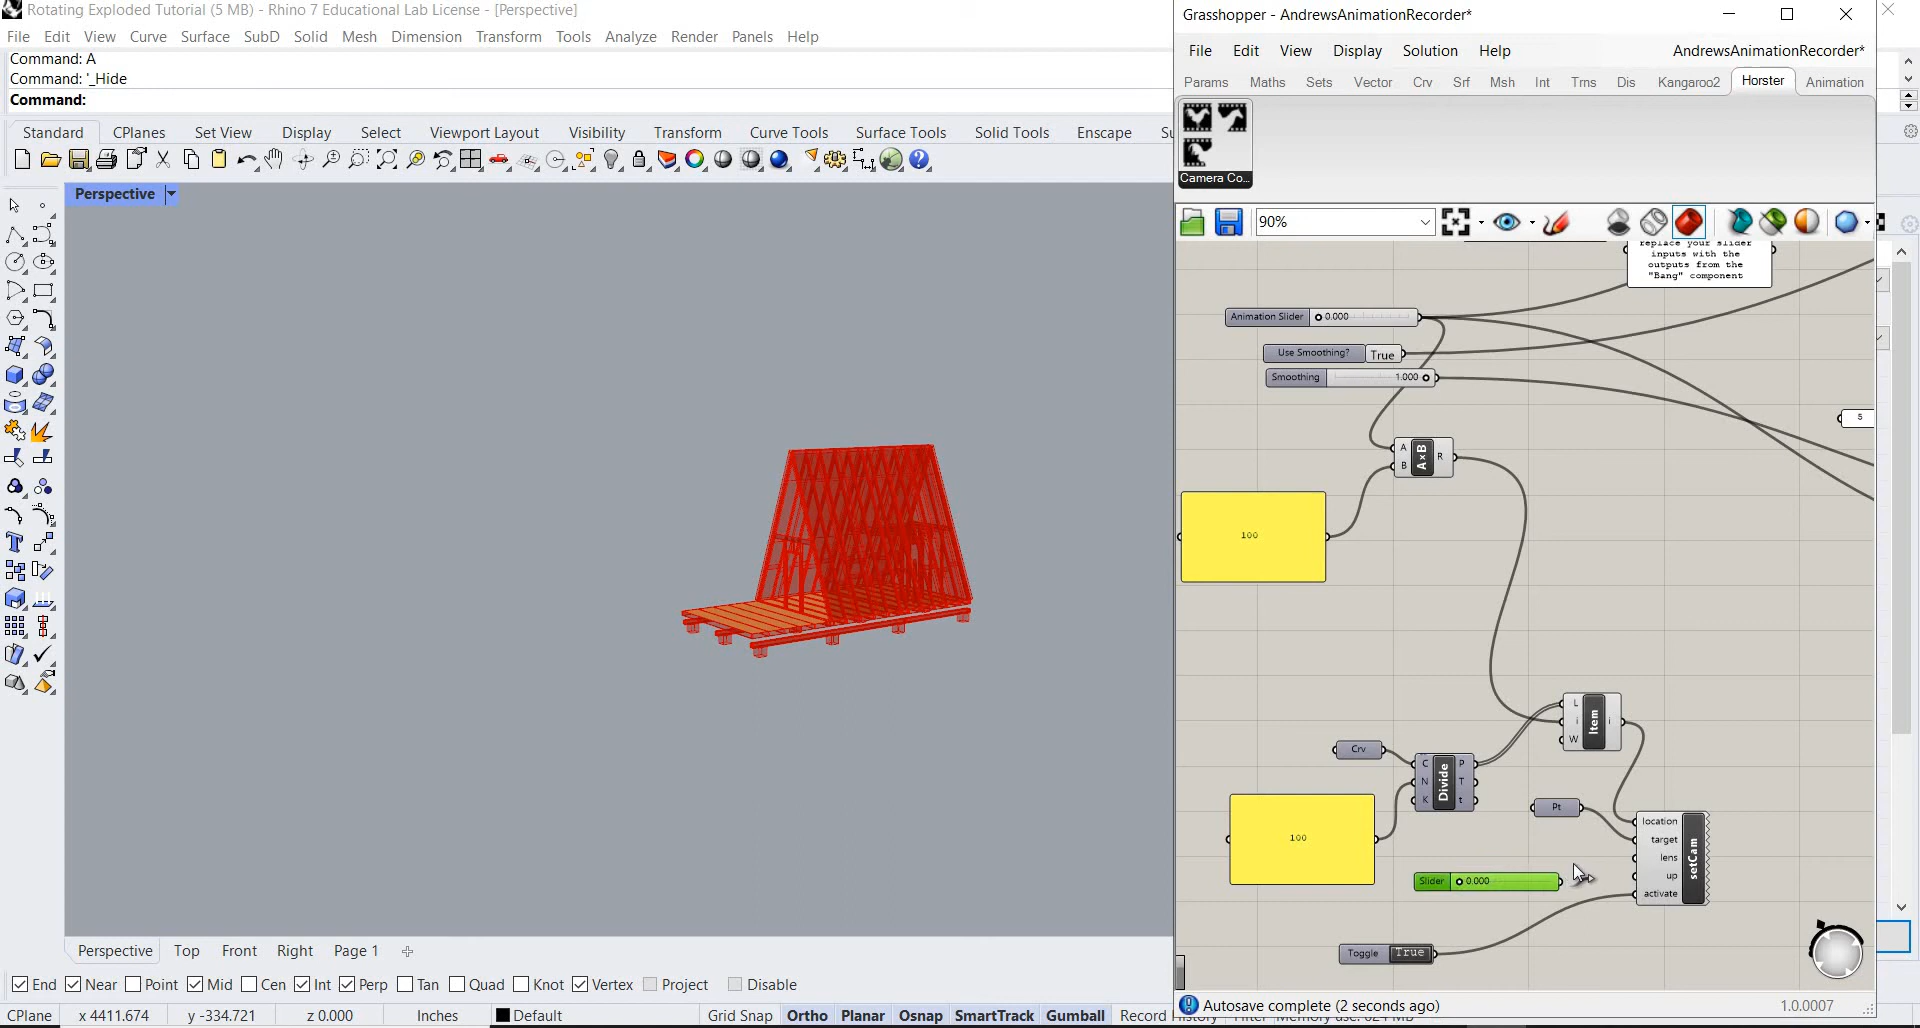 Rotating Exploded Tutorial (5 MB) - Rhino 7 Educational Lab License - [Perspective]
File Edit View Curve Surface SubD Solid Mesh Dimension Transform Tools Analyze Render Panels Help
Command: A
Command: '_Hide
Command:
Standard CPlanes Set View Display Select Viewport Layout Visibility Transform Curve Tools Surface Tools Solid Tools Enscape
Perspective
Perspective Top Front Right Page 1
End Near Point Mid Cen Int Perp Tan Quad Knot Vertex Project Disable
CPlane x 4411.674 y -334.721 z 0.000 Inches Default Grid Snap Ortho Planar Osnap SmartTrack Gumball
Grasshopper - AndrewsAnimationRecorder*
File Edit View Display Solution Help AndrewsAnimationRecorder*
Params Maths Sets Vector Crv Srf Msh Int Trns Dis Kangaroo2 Horster Animation
Camera Co...
90%
replace your slider
inputs with the
outputs from the
"Bang" component
Animation Slider 0.000
Use Smoothing? True
Smoothing 1.000
5
A
B
A×B
R
100
L
i
W
Item
i
Crv
C
N
K
Divide
P
T
t
100
Pt
location
target
lens
up
activate
setCam
Slider 0.000
Toggle True
Autosave complete (2 seconds ago) 1.0.0007